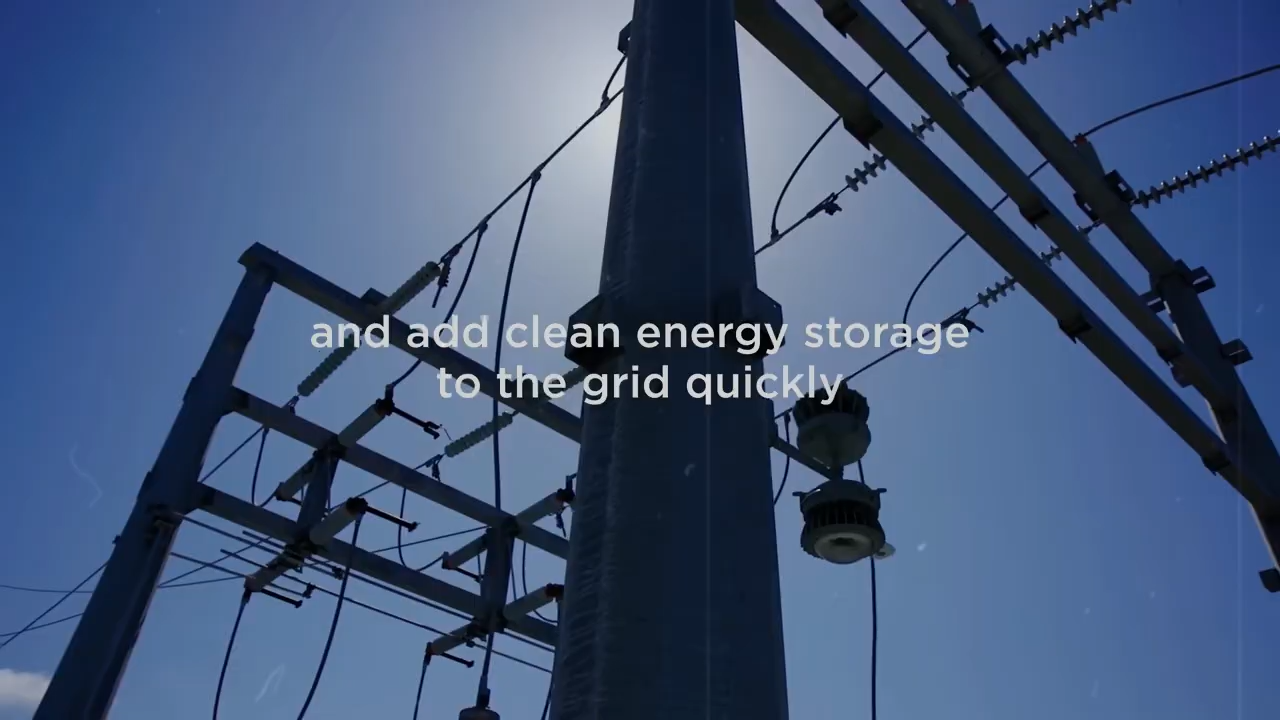 and add clean energy storage
to the grid quickly